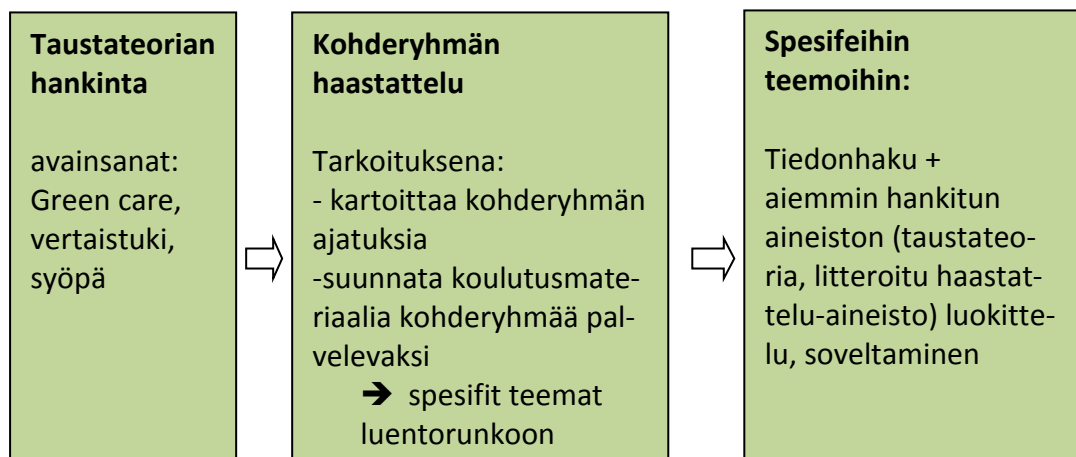 Taustateorian
hankinta
avainsanat:
Green care,
vertaistuki,
syöpä
Kohderyhmän
haastattelu
Tarkoituksena:
- kartoittaa kohderyhmän
ajatuksia
-suunnata koulutusmate-
riaalia kohderyhmää pal-
velevaksi
➔ spesifit teemat
luentorunkoon
Spesifeihin
teemoihin:
Tiedonhaku +
aiemmin hankitun
aineiston (taustateo-
ria, litteroitu haastat-
telu-aineisto) luokitte-
lu, soveltaminen